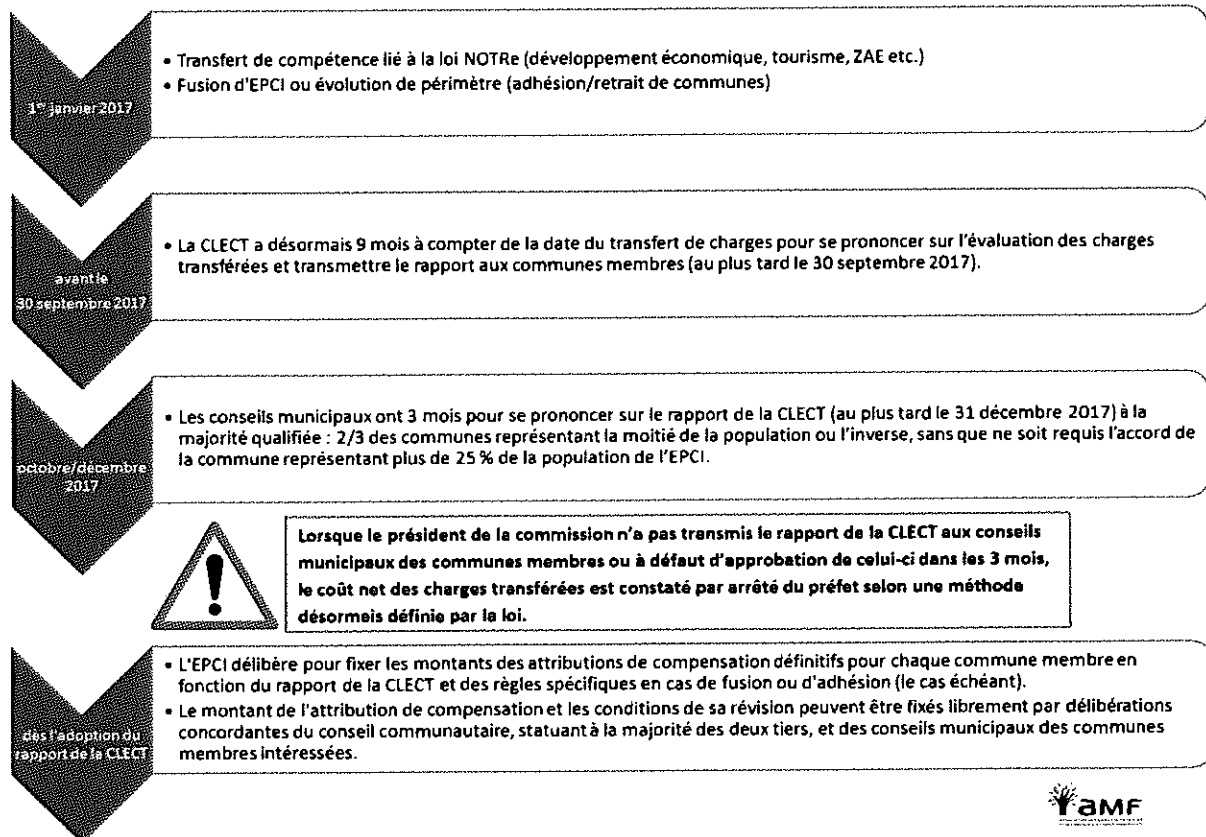 1er janvier 2017
• Transfert de compétence lié à la loi NOTRe (développement économique, tourisme, ZAE etc.)
• Fusion d'EPCI ou évolution de périmètre (adhésion/retrait de communes)
avant le
30 septembre 2017
• La CLECT a désormais 9 mois à compter de la date du transfert de charges pour se prononcer sur l'évaluation des charges
transférées et transmettre le rapport aux communes membres (au plus tard le 30 septembre 2017).
octobre/décembre
2017
• Les conseils municipaux ont 3 mois pour se prononcer sur le rapport de la CLECT (au plus tard le 31 décembre 2017) à la
majorité qualifiée : 2/3 des communes représentant la moitié de la population ou l'inverse, sans que ne soit requis l'accord de
la commune représentant plus de 25 % de la population de l'EPCI.
!
Lorsque le président de la commission n'a pas transmis le rapport de la CLECT aux conseils
municipaux des communes membres ou à défaut d'approbation de celui-ci dans les 3 mois,
le coût net des charges transférées est constaté par arrêté du préfet selon une méthode
désormais définie par la loi.
dès l'adoption du
rapport de la CLECT
• L'EPCI délibère pour fixer les montants des attributions de compensation définitifs pour chaque commune membre en
fonction du rapport de la CLECT et des règles spécifiques en cas de fusion ou d'adhésion (le cas échéant).
• Le montant de l'attribution de compensation et les conditions de sa révision peuvent être fixés librement par délibérations
concordantes du conseil communautaire, statuant à la majorité des deux tiers, et des conseils municipaux des communes
membres intéressées.
aMF